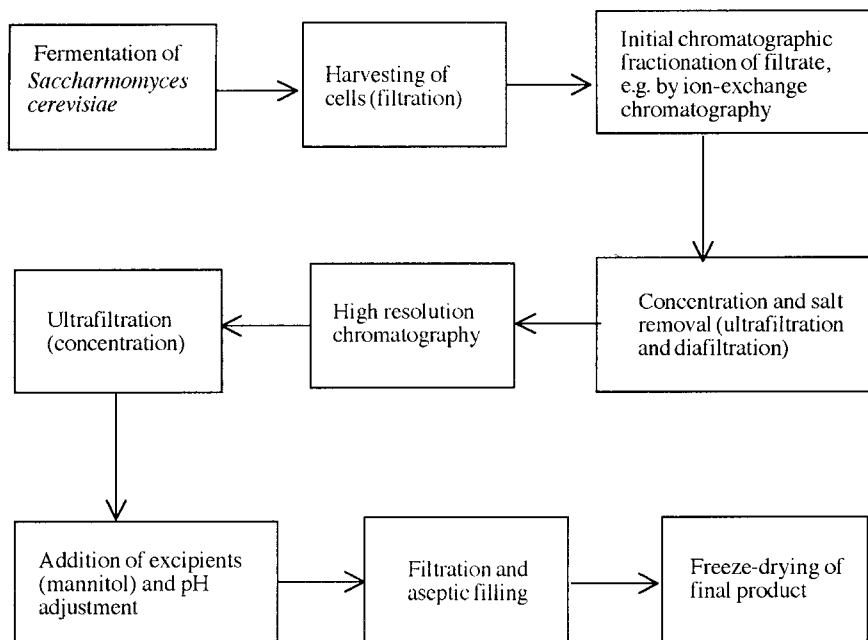 Fermentation of
Saccharmomyces
cerevisiae
Harvesting of
cells (filtration)
Initial chromatographic
fractionation of filtrate,
e.g. by ion-exchange
chromatography
Concentration and salt
removal (ultrafiltration
and diafiltration)
High resolution
chromatography
Ultrafiltration
(concentration)
Addition of excipients
(mannitol) and pH
adjustment
Filtration and
aseptic filling
Freeze-drying of
final product